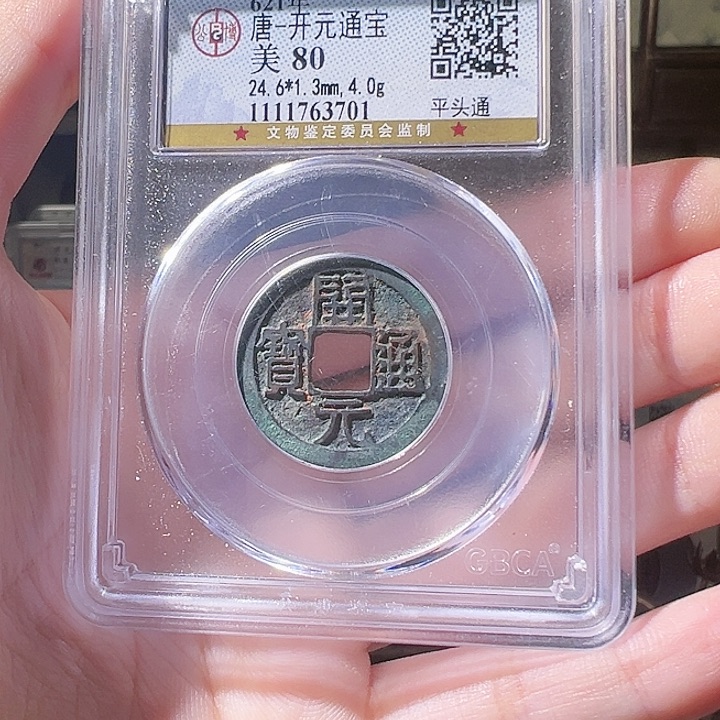 621年
唐-开元通宝
美 80
24.6*1.3mm,4.0g
1111763701
平头通
文物鉴定委员会监制
開元通寶
GBCA